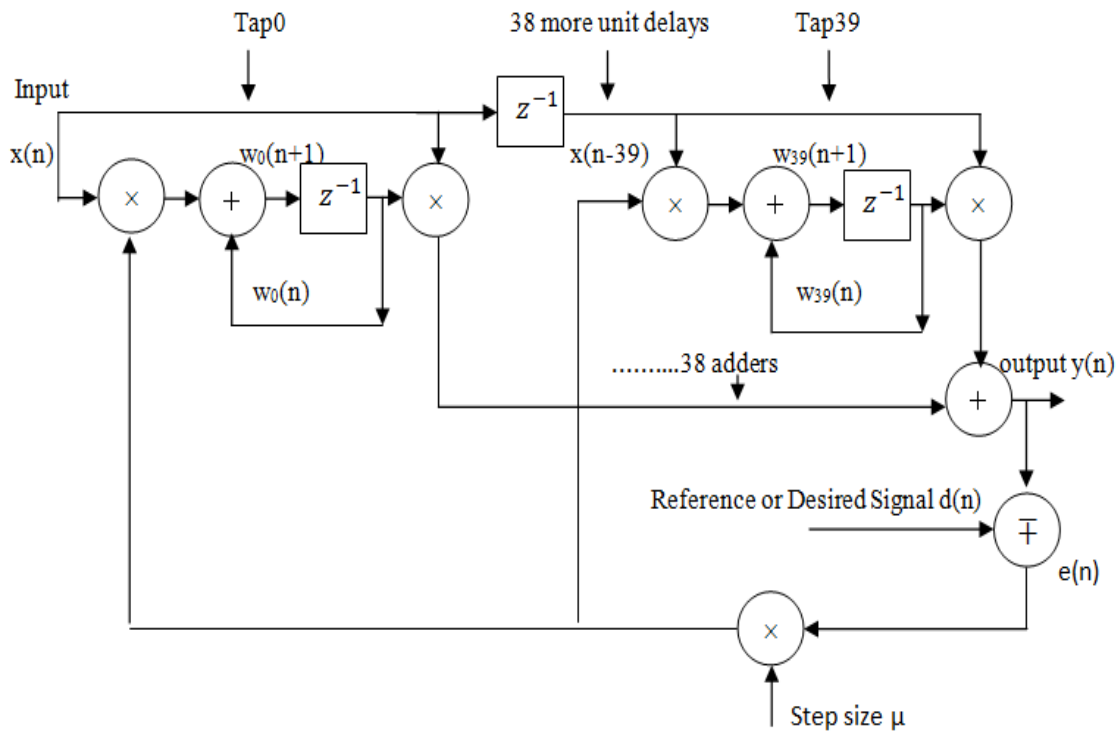 Tap0
38 more unit delays
Tap39
Input
z⁻¹
x(n)
w₀(n+1)
x(n-39)
w₃₉(n+1)
×
+
z⁻¹
×
×
+
z⁻¹
×
w₀(n)
w₃₉(n)
..........38 adders
output y(n)
+
Reference or Desired Signal d(n)
∓
e(n)
×
Step size μ